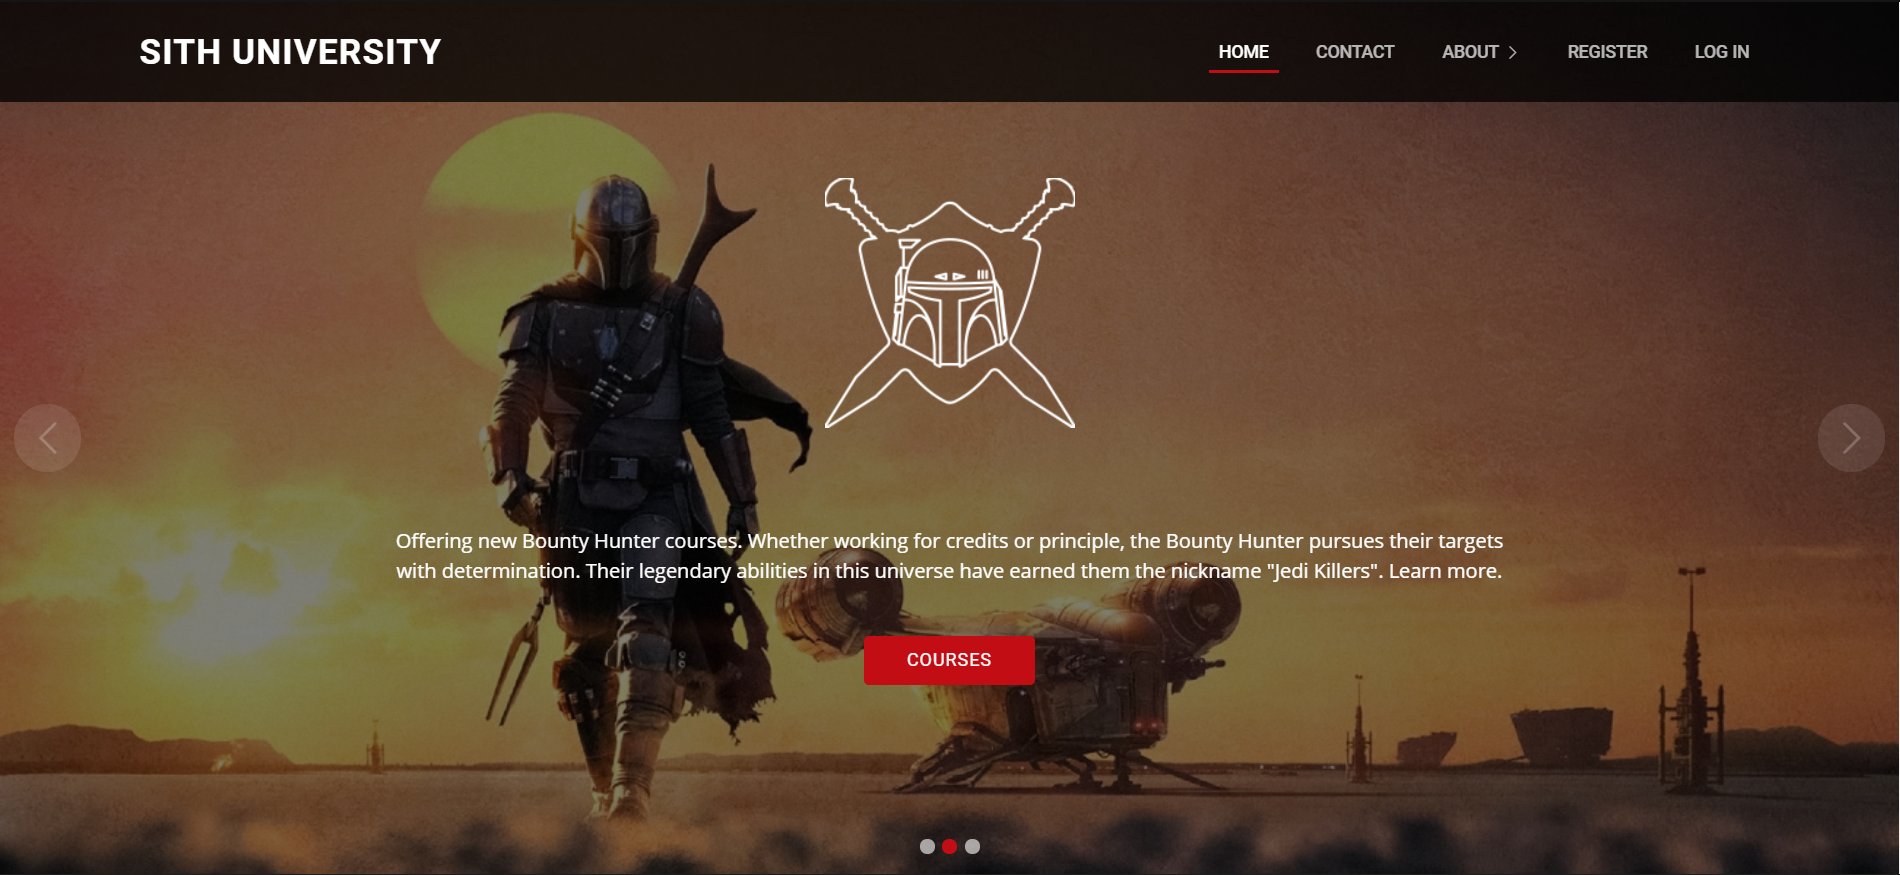 SITH UNIVERSITY
HOME
CONTACT
ABOUT
REGISTER
LOG IN
Offering new Bounty Hunter courses. Whether working for credits or principle, the Bounty Hunter pursues their targets
with determination. Their legendary abilities in this universe have earned them the nickname "Jedi Killers". Learn more.
COURSES